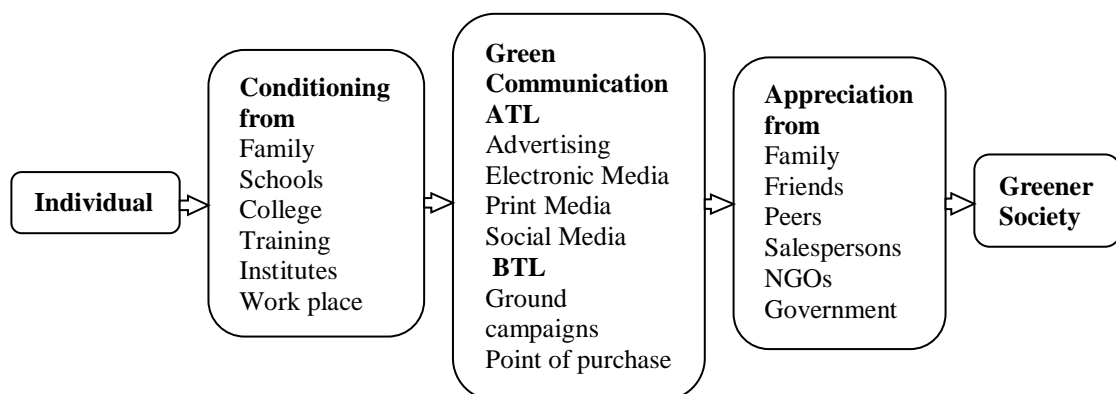 Individual
Conditioning
from
Family
Schools
College
Training
Institutes
Work place
Green
Communication
ATL
Advertising
Electronic Media
Print Media
Social Media
BTL
Ground
campaigns
Point of purchase
Appreciation
from
Family
Friends
Peers
Salespersons
NGOs
Government
Greener
Society